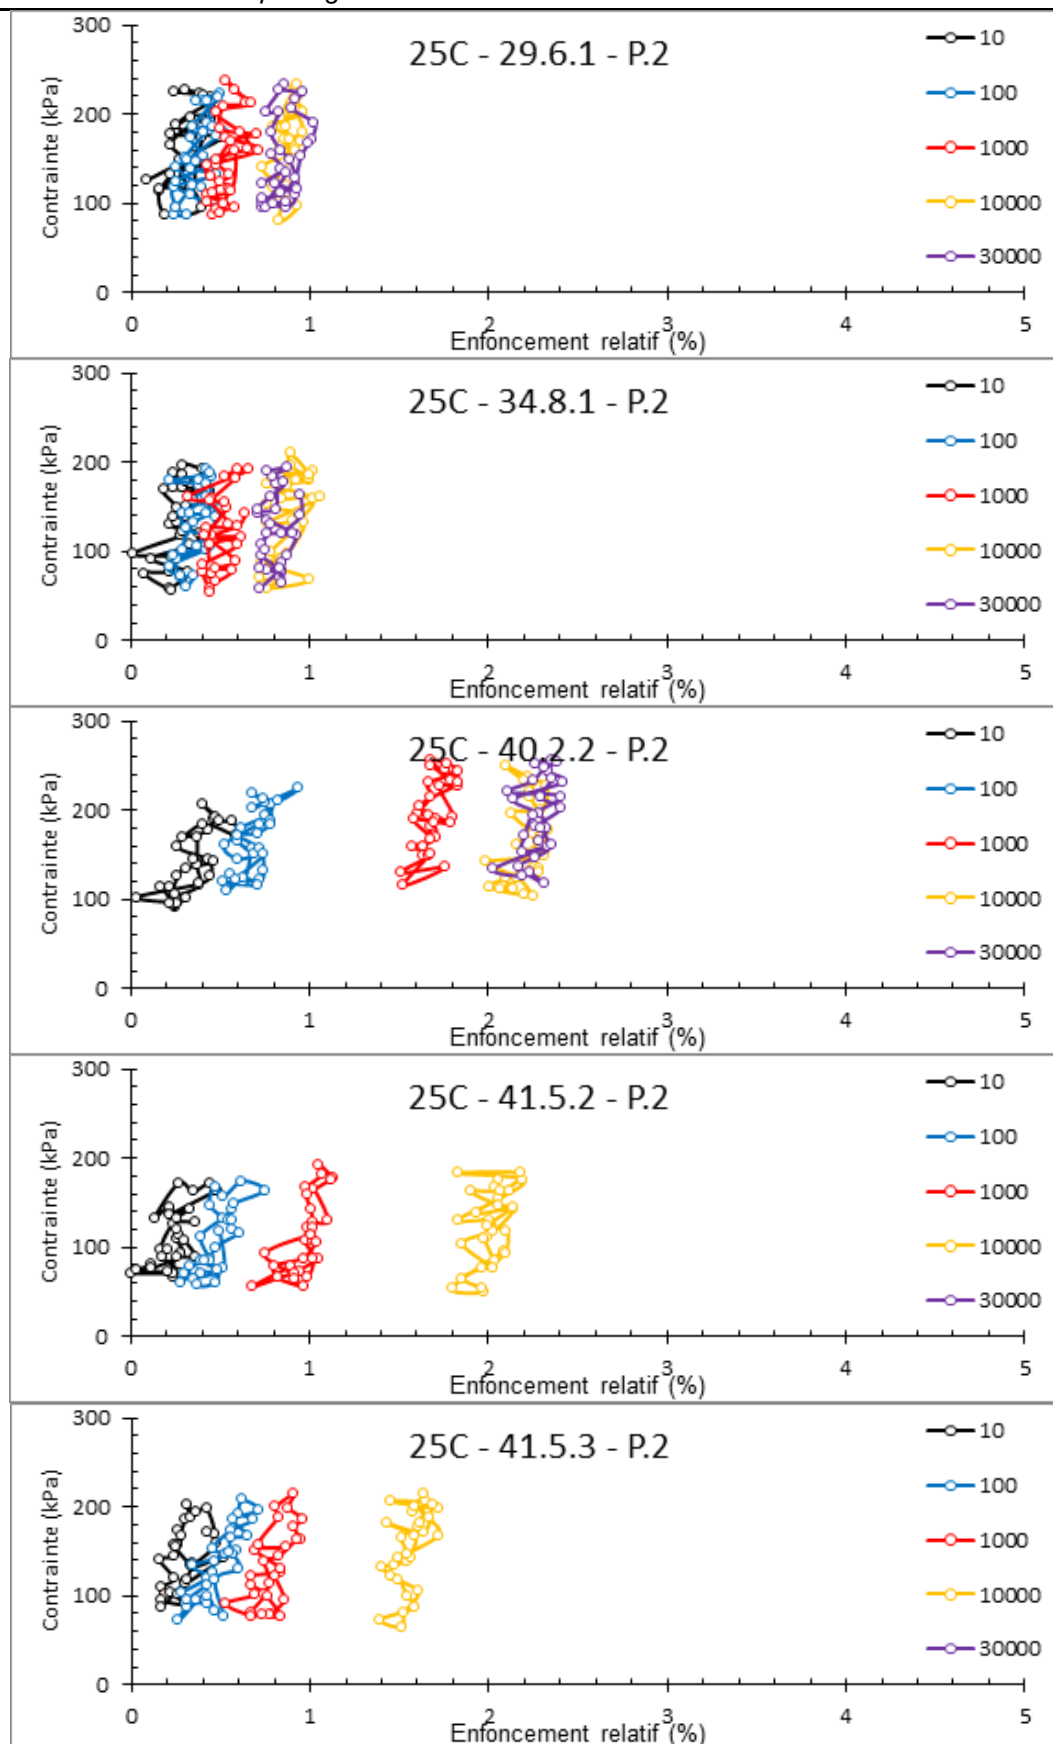 300
25C - 29.6.1 - P.2
10
100
1000
10000
30000
Contrainte (kPa)
200
100
0
0 1 2 3 4 5
Enfoncement relatif (%)
300
25C - 34.8.1 - P.2
10
100
1000
10000
30000
Contrainte (kPa)
200
100
0
0 1 2 3 4 5
Enfoncement relatif (%)
300
25C - 40.2.2 - P.2
10
100
1000
10000
30000
Contrainte (kPa)
200
100
0
0 1 2 3 4 5
Enfoncement relatif (%)
300
25C - 41.5.2 - P.2
10
100
1000
10000
30000
Contrainte (kPa)
200
100
0
0 1 2 3 4 5
Enfoncement relatif (%)
300
25C - 41.5.3 - P.2
10
100
1000
10000
30000
Contrainte (kPa)
200
100
0
0 1 2 3 4 5
Enfoncement relatif (%)